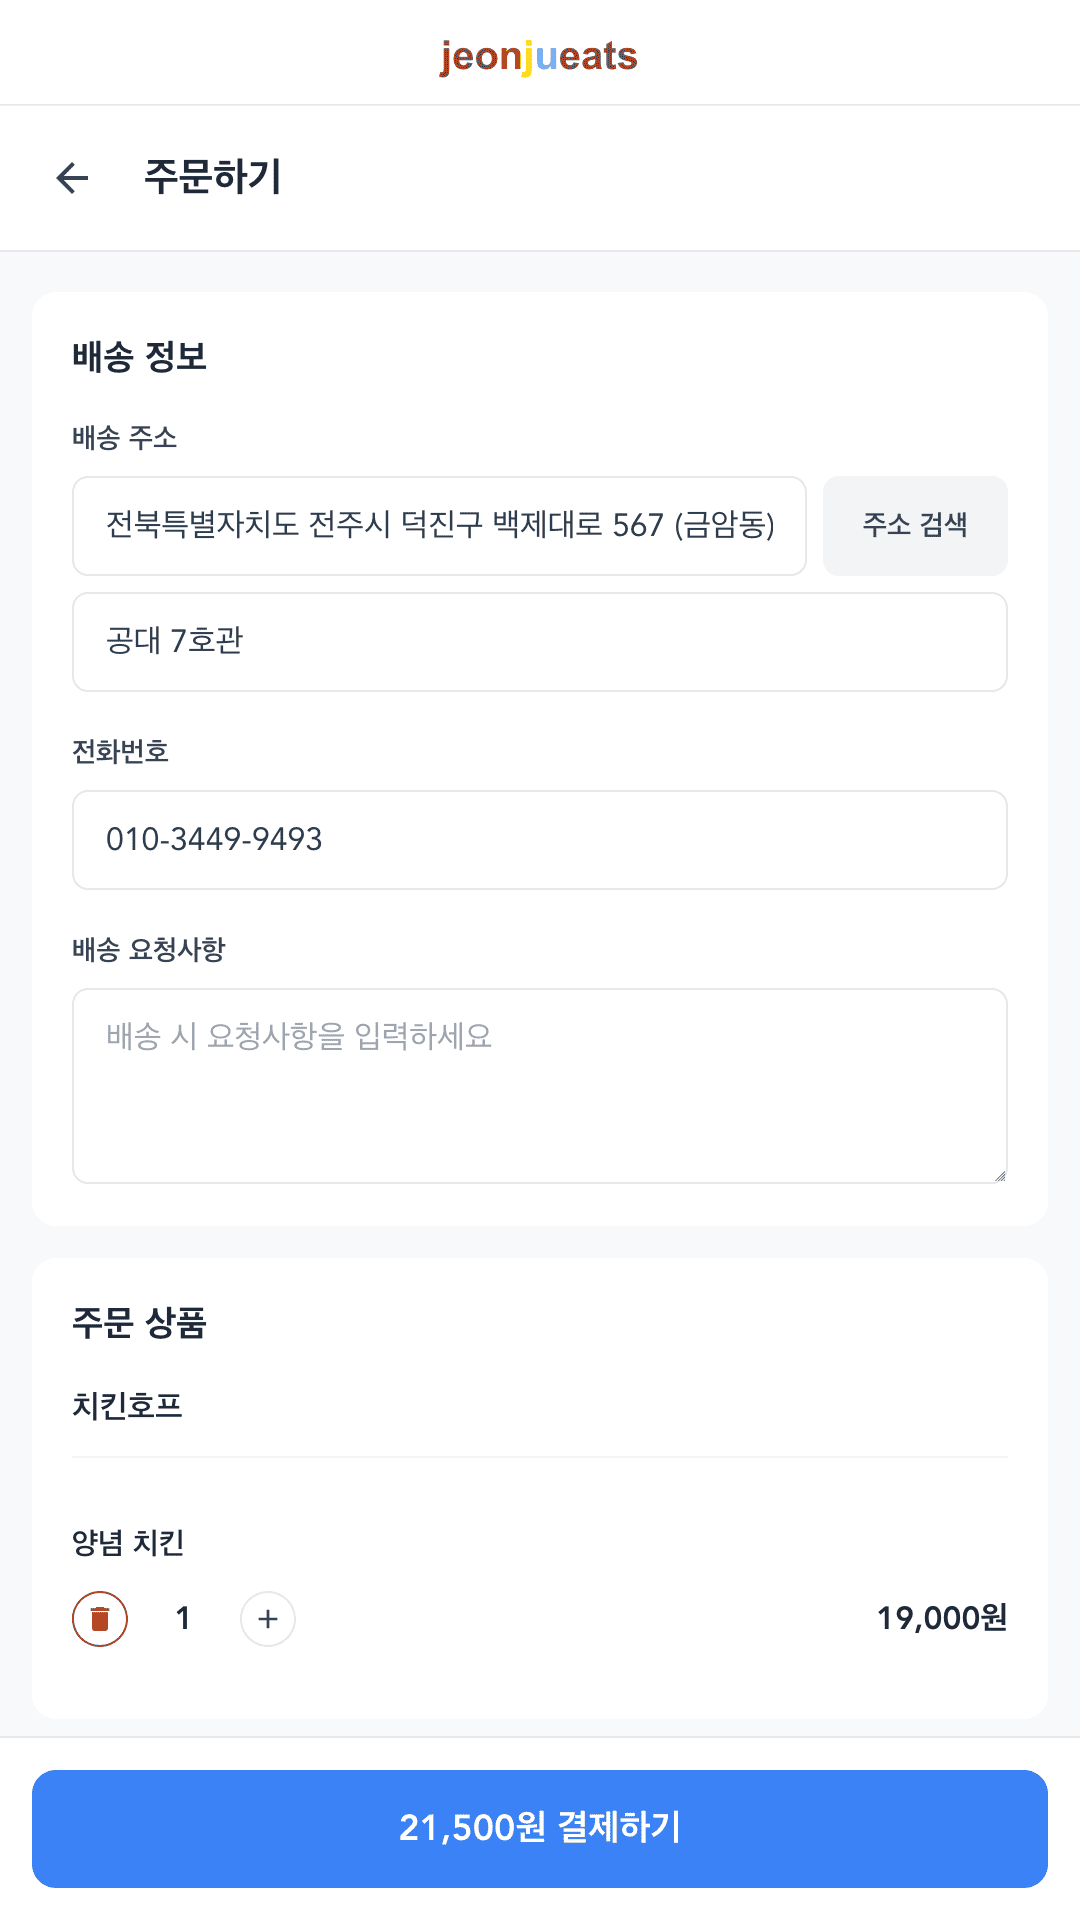 jeonjueats
주문하기
배송 정보
배송 주소
전북특별자치도 전주시 덕진구 백제대로 567 (금암동)
주소 검색
공대 7호관
전화번호
010-3449-9493
배송 요청사항
배송 시 요청사항을 입력하세요
주문 상품
치킨호프
양념 치킨
1
19,000원
21,500원 결제하기